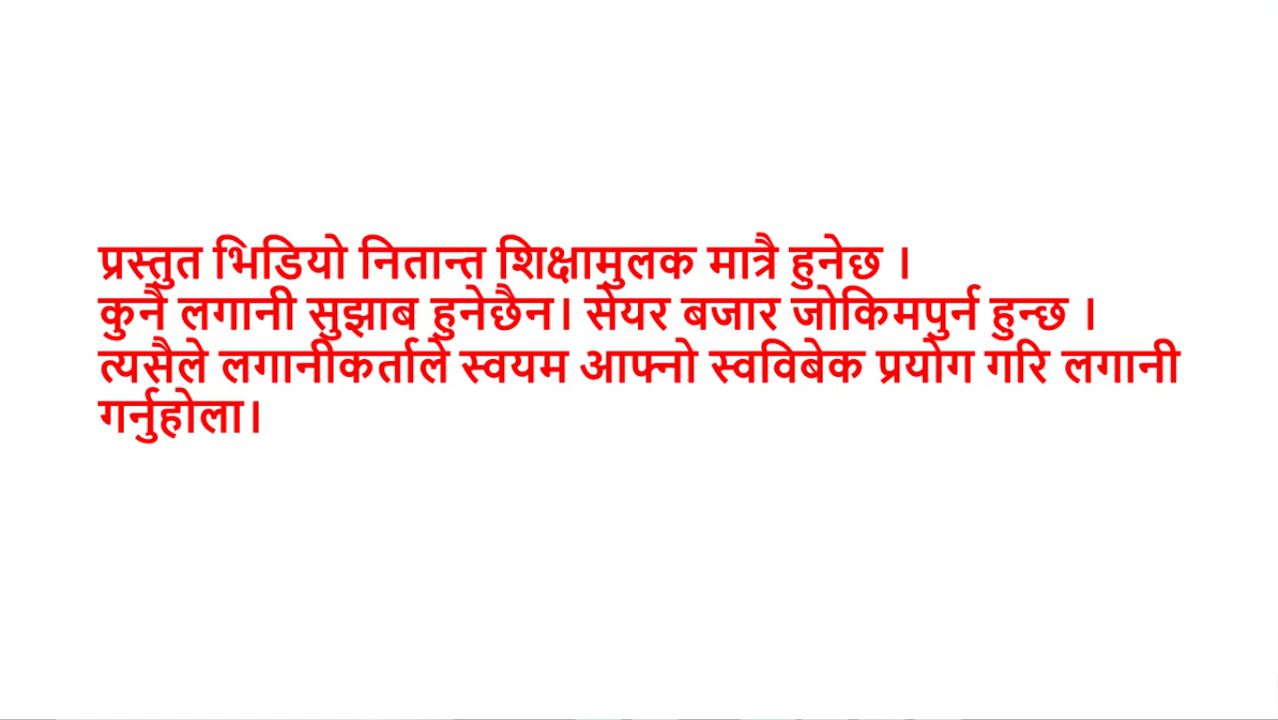 प्रस्तुत भिडियो नितान्त शिक्षामुलक मात्रै हुनेछ ।
कुनै लगानी सुझाब हुनेछैन। सेयर बजार जोकिमपुर्न हुन्छ ।
त्यसैले लगानीकर्ताले स्वयम आफ्नो स्वविबेक प्रयोग गरि लगानी
गर्नुहोला।